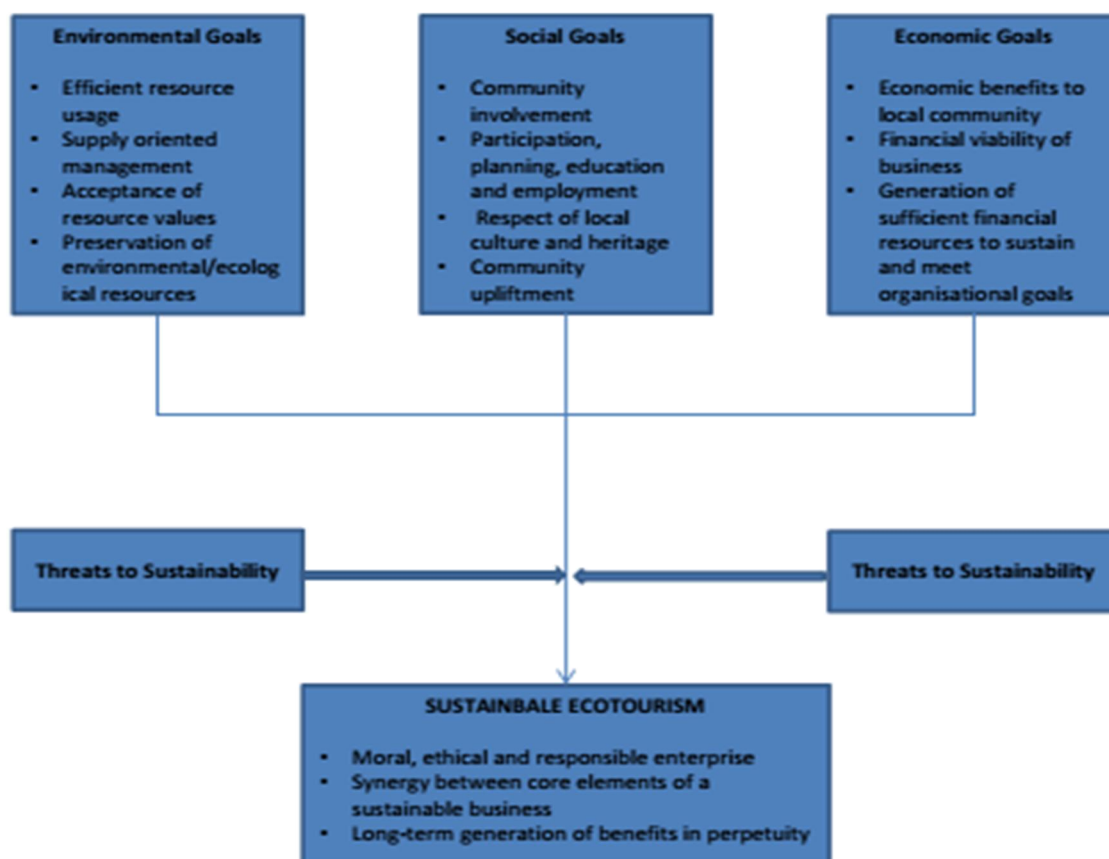 Environmental Goals
▪ Efficient resource
usage
▪ Supply oriented
management
▪ Acceptance of
resource values
▪ Preservation of
environmental/ecolog
ical resources
Social Goals
▪ Community
involvement
▪ Participation,
planning, education
and employment
▪ Respect of local
culture and heritage
▪ Community
upliftment
Economic Goals
▪ Economic benefits to
local community
▪ Financial viability of
business
▪ Generation of
sufficient financial
resources to sustain
and meet
organisational goals
Threats to Sustainability
Threats to Sustainability
SUSTAINBALE ECOTOURISM
▪ Moral, ethical and responsible enterprise
▪ Synergy between core elements of a
sustainable business
▪ Long-term generation of benefits in perpetuity